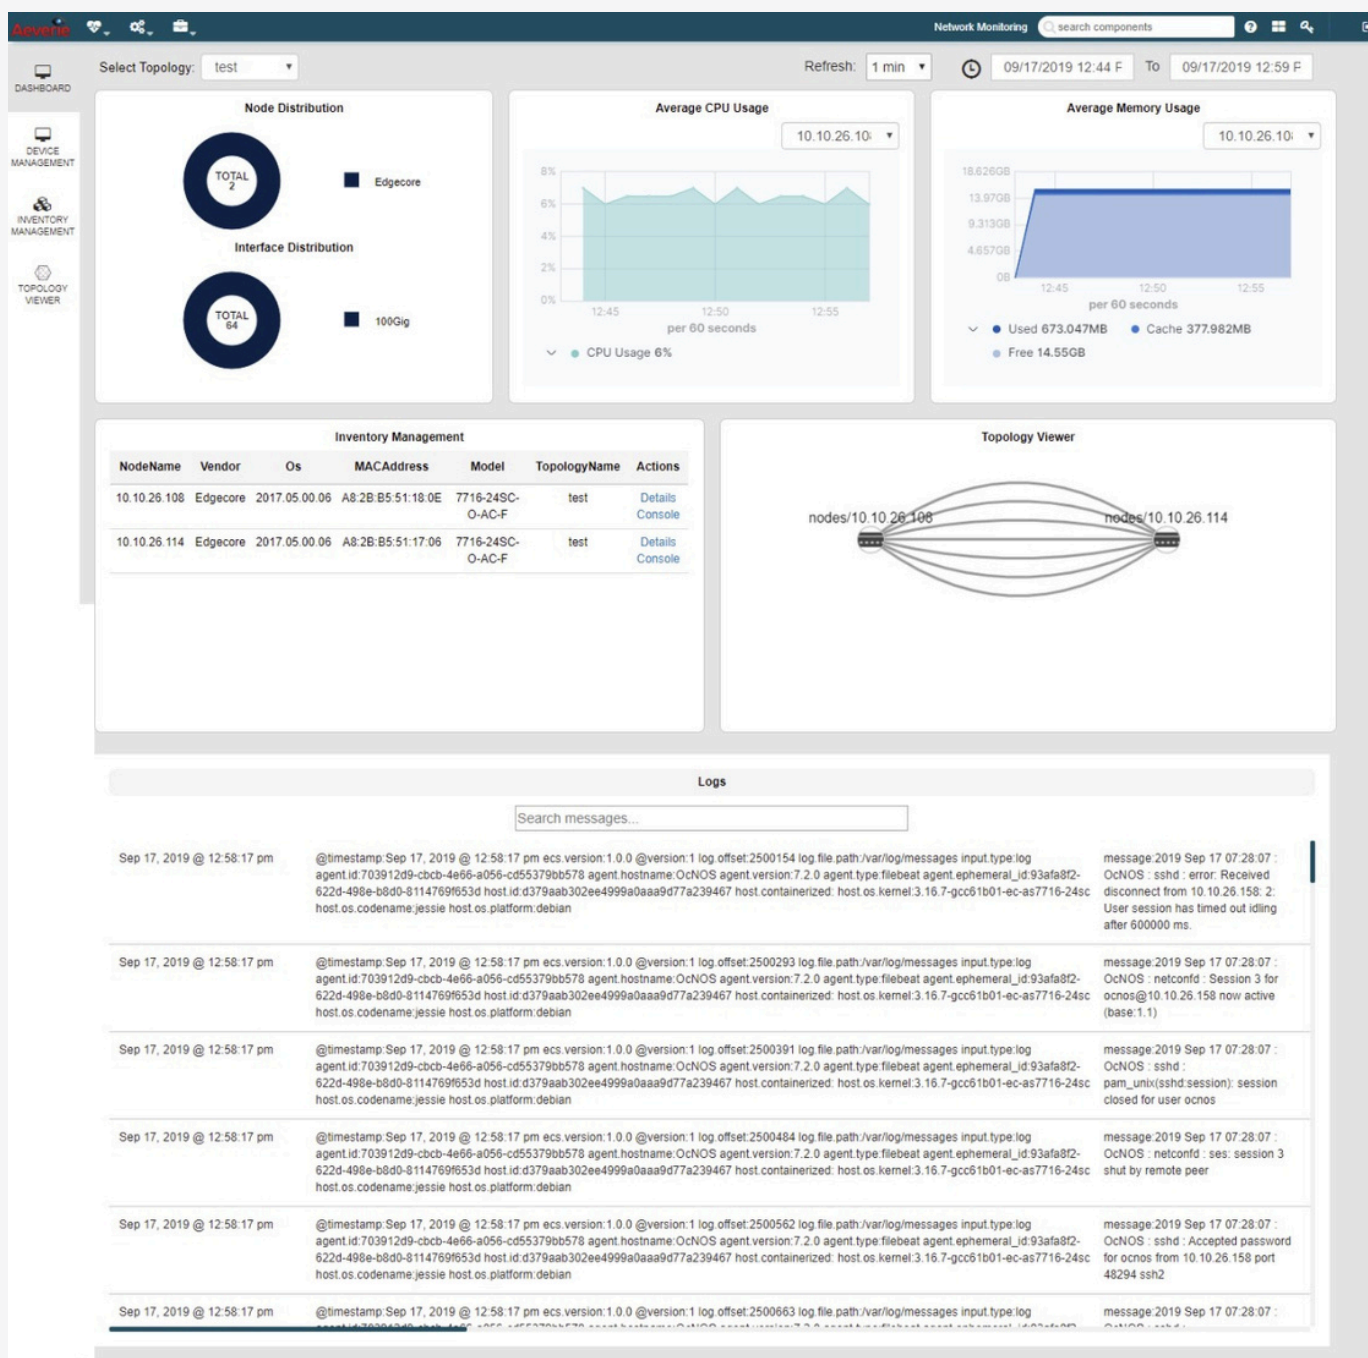 Aeverie
Network Monitoring
search components
DASHBOARD
DEVICE
MANAGEMENT
INVENTORY
MANAGEMENT
TOPOLOGY
VIEWER
Select Topology: test
Refresh: 1 min
09/17/2019 12:44 F To 09/17/2019 12:59 F
Node Distribution
TOTAL
2
Edgecore
Interface Distribution
TOTAL
64
100Gig
Average CPU Usage
10.10.26.10
8%
6%
4%
2%
0%
12:45 12:50 12:55
per 60 seconds
CPU Usage 6%
Average Memory Usage
10.10.26.10
18.626GB
13.97GB
9.313GB
4.657GB
0B
12:45 12:50 12:55
per 60 seconds
Used 673.047MB Cache 377.982MB
Free 14.55GB
Inventory Management
NodeName Vendor Os MACAddress Model TopologyName Actions
10.10.26.108 Edgecore 2017.05.00.06 A8:2B:B5:51:18:0E 7716-24SC- test Details
O-AC-F Console
10.10.26.114 Edgecore 2017.05.00.06 A8:2B:B5:51:17:06 7716-24SC- test Details
O-AC-F Console
Topology Viewer
nodes/10.10.26.108 nodes/10.10.26.114
Logs
Search messages...
Sep 17, 2019 @ 12:58:17 pm
@timestamp:Sep 17, 2019 @ 12:58:17 pm ecs.version:1.0.0 @version:1 log.offset:2500154 log.file.path:/var/log/messages input.type:log
agent.id:703912d9-cbcb-4e66-a056-cd55379bb578 agent.hostname:OcNOS agent.version:7.2.0 agent.type:filebeat agent.ephemeral_id:93afa8f2-
622d-498e-b8d0-8114769f653d host.id:d379aab302ee4999a0aaa9d77a239467 host.containerized: host.os.kernel:3.16.7-gcc61b01-ec-as7716-24sc
host.os.codename:jessie host.os.platform:debian
message:2019 Sep 17 07:28:07 :
OcNOS : sshd : error: Received
disconnect from 10.10.26.158: 2:
User session has timed out idling
after 600000 ms.
Sep 17, 2019 @ 12:58:17 pm
@timestamp:Sep 17, 2019 @ 12:58:17 pm ecs.version:1.0.0 @version:1 log.offset:2500293 log.file.path:/var/log/messages input.type:log
agent.id:703912d9-cbcb-4e66-a056-cd55379bb578 agent.hostname:OcNOS agent.version:7.2.0 agent.type:filebeat agent.ephemeral_id:93afa8f2-
622d-498e-b8d0-8114769f653d host.id:d379aab302ee4999a0aaa9d77a239467 host.containerized: host.os.kernel:3.16.7-gcc61b01-ec-as7716-24sc
host.os.codename:jessie host.os.platform:debian
message:2019 Sep 17 07:28:07 :
OcNOS : netconfd : Session 3 for
ocnos@10.10.26.158 now active
(base:1.1)
Sep 17, 2019 @ 12:58:17 pm
@timestamp:Sep 17, 2019 @ 12:58:17 pm ecs.version:1.0.0 @version:1 log.offset:2500391 log.file.path:/var/log/messages input.type:log
agent.id:703912d9-cbcb-4e66-a056-cd55379bb578 agent.hostname:OcNOS agent.version:7.2.0 agent.type:filebeat agent.ephemeral_id:93afa8f2-
622d-498e-b8d0-8114769f653d host.id:d379aab302ee4999a0aaa9d77a239467 host.containerized: host.os.kernel:3.16.7-gcc61b01-ec-as7716-24sc
host.os.codename:jessie host.os.platform:debian
message:2019 Sep 17 07:28:07 :
OcNOS : sshd :
pam_unix(sshd:session): session
closed for user ocnos
Sep 17, 2019 @ 12:58:17 pm
@timestamp:Sep 17, 2019 @ 12:58:17 pm ecs.version:1.0.0 @version:1 log.offset:2500484 log.file.path:/var/log/messages input.type:log
agent.id:703912d9-cbcb-4e66-a056-cd55379bb578 agent.hostname:OcNOS agent.version:7.2.0 agent.type:filebeat agent.ephemeral_id:93afa8f2-
622d-498e-b8d0-8114769f653d host.id:d379aab302ee4999a0aaa9d77a239467 host.containerized: host.os.kernel:3.16.7-gcc61b01-ec-as7716-24sc
host.os.codename:jessie host.os.platform:debian
message:2019 Sep 17 07:28:07 :
OcNOS : netconfd : ses: session 3
shut by remote peer
Sep 17, 2019 @ 12:58:17 pm
@timestamp:Sep 17, 2019 @ 12:58:17 pm ecs.version:1.0.0 @version:1 log.offset:2500562 log.file.path:/var/log/messages input.type:log
agent.id:703912d9-cbcb-4e66-a056-cd55379bb578 agent.hostname:OcNOS agent.version:7.2.0 agent.type:filebeat agent.ephemeral_id:93afa8f2-
622d-498e-b8d0-8114769f653d host.id:d379aab302ee4999a0aaa9d77a239467 host.containerized: host.os.kernel:3.16.7-gcc61b01-ec-as7716-24sc
host.os.codename:jessie host.os.platform:debian
message:2019 Sep 17 07:28:07 :
OcNOS : sshd : Accepted password
for ocnos from 10.10.26.158 port
48294 ssh2
Sep 17, 2019 @ 12:58:17 pm
@timestamp:Sep 17, 2019 @ 12:58:17 pm ecs.version:1.0.0 @version:1 log.offset:2500663 log.file.path:/var/log/messages input.type:log
message:2019 Sep 17 07:28:07 :